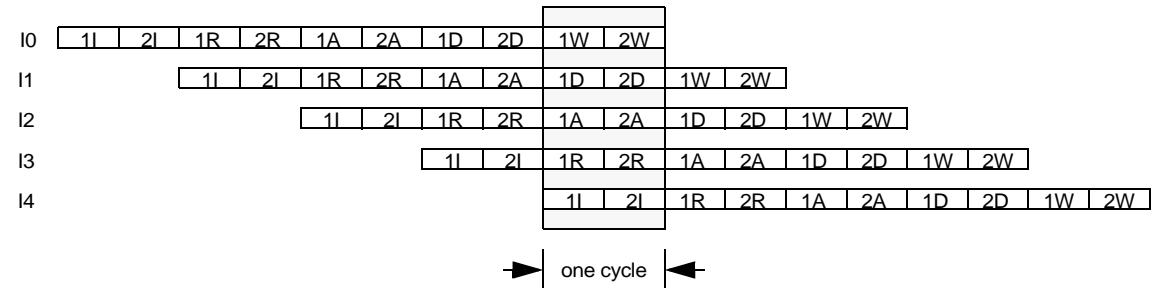 I0 1I 2I 1R 2R 1A 2A 1D 2D 1W 2W
I1 1I 2I 1R 2R 1A 2A 1D 2D 1W 2W
I2 1I 2I 1R 2R 1A 2A 1D 2D 1W 2W
I3 1I 2I 1R 2R 1A 2A 1D 2D 1W 2W
I4 1I 2I 1R 2R 1A 2A 1D 2D 1W 2W
one cycle